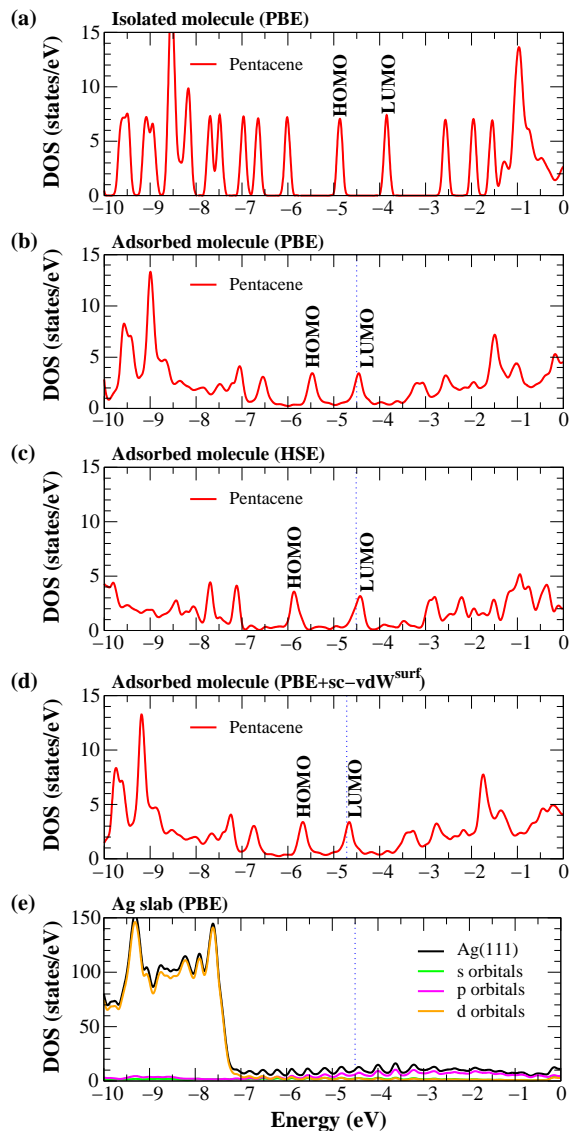 (a) Isolated molecule (PBE)
15
10
5
0
DOS (states/eV)
Pentacene
HOMO
LUMO
−10 −9 −8 −7 −6 −5 −4 −3 −2 −1 0
(b) Adsorbed molecule (PBE)
15
10
5
0
DOS (states/eV)
Pentacene
HOMO
LUMO
−10 −9 −8 −7 −6 −5 −4 −3 −2 −1 0
(c) Adsorbed molecule (HSE)
15
10
5
0
DOS (states/eV)
Pentacene
HOMO
LUMO
−10 −9 −8 −7 −6 −5 −4 −3 −2 −1 0
(d) Adsorbed molecule (PBE+sc−vdW^surf)
15
10
5
0
DOS (states/eV)
Pentacene
HOMO
LUMO
−10 −9 −8 −7 −6 −5 −4 −3 −2 −1 0
(e) Ag slab (PBE)
150
100
50
0
DOS (states/eV)
Ag(111)
s orbitals
p orbitals
d orbitals
−10 −9 −8 −7 −6 −5 −4 −3 −2 −1 0
Energy (eV)